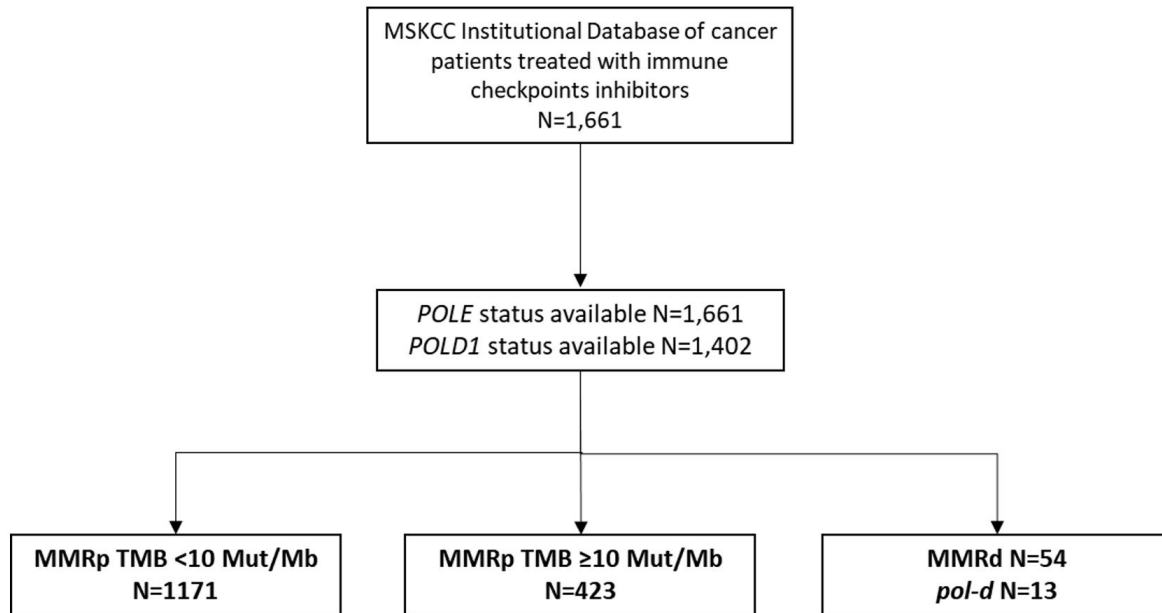 MSKCC Institutional Database of cancer
patients treated with immune
checkpoints inhibitors
N=1,661
POLE status available N=1,661
POLD1 status available N=1,402
MMRp TMB <10 Mut/Mb
N=1171
MMRp TMB ≥10 Mut/Mb
N=423
MMRd N=54
pol-d N=13